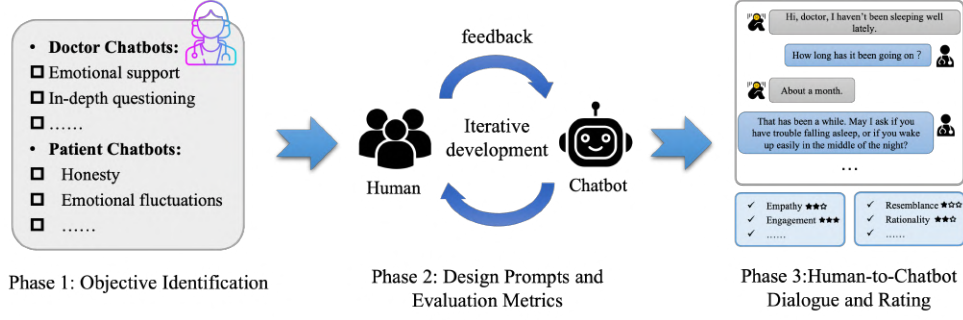 • Doctor Chatbots:
Emotional support
In-depth questioning
……
• Patient Chatbots:
Honesty
Emotional fluctuations
……
Phase 1: Objective Identification
feedback
Iterative
development
Human
Chatbot
Phase 2: Design Prompts and
Evaluation Metrics
Hi, doctor, I haven't been sleeping well
lately.
How long has it been going on ?
About a month.
That has been a while. May I ask if you
have trouble falling asleep, or if you wake
up easily in the middle of the night?
…
✓ Empathy ★★☆
✓ Engagement ★★★
✓ ……
✓ Resemblance ★☆☆
✓ Rationality ★★☆
✓ ……
Phase 3:Human-to-Chatbot
Dialogue and Rating